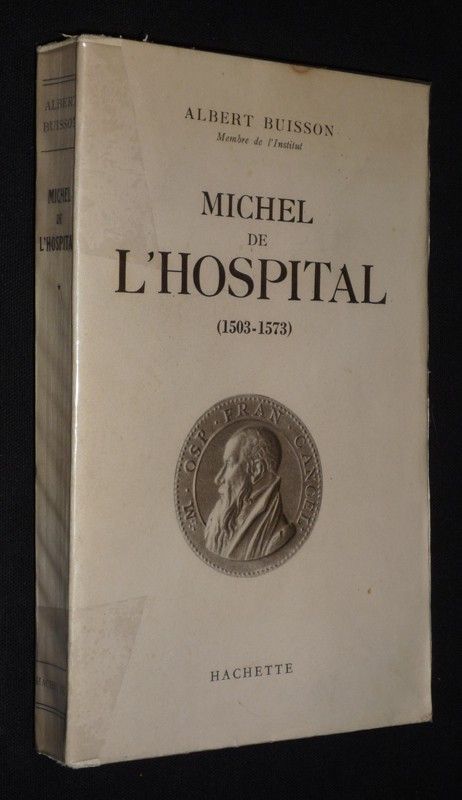 ALBERT BUISSON
Membre de l'Institut
MICHEL
DE
L'HOSPITAL
(1503-1573)
M · OSP · FRAN · CANCEL
HACHETTE
ALBERT
BUISSON
MICHEL
DE
L'HOSPITAL
HACHETTE